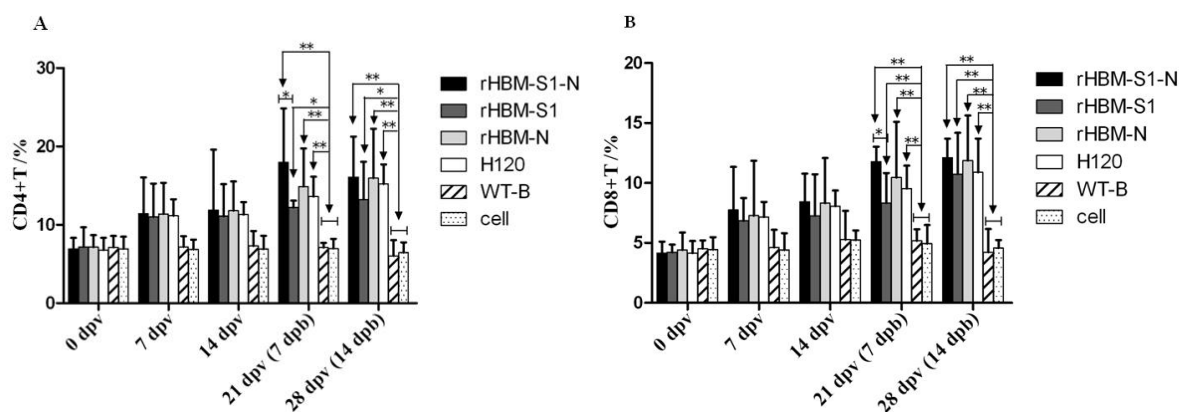 A
CD4+T /%
30
20
10
0
**
*
*
**
**
**
*
**
**
0 dpv
7 dpv
14 dpv
21 dpv (7 dpb)
28 dpv (14 dpb)
rHBM-S1-N
rHBM-S1
rHBM-N
H120
WT-B
cell
B
CD8+T /%
20
15
10
5
0
**
**
**
*
**
**
**
**
**
0 dpv
7 dpv
14 dpv
21 dpv (7 dpb)
28 dpv (14 dpb)
rHBM-S1-N
rHBM-S1
rHBM-N
H120
WT-B
cell